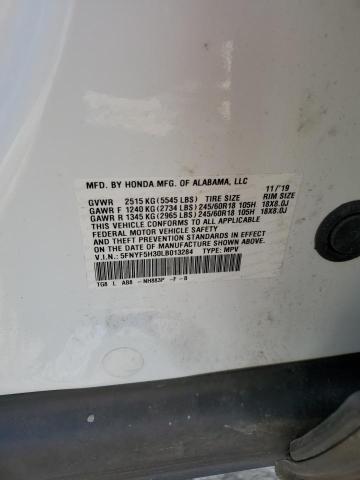 MFD. BY HONDA MFG. OF ALABAMA, LLC 11/'19
GVWR 2515 KG (5545 LBS) TIRE SIZE RIM SIZE
GAWR F 1240 KG (2734 LBS) 245/60R18 105H 18X8.0J
GAWR R 1345 KG (2965 LBS) 245/60R18 105H 18X8.0J
THIS VEHICLE CONFORMS TO ALL APPLICABLE
FEDERAL MOTOR VEHICLE SAFETY AND
THEFT PREVENTION STANDARDS IN EFFECT ON
THE DATE OF MANUFACTURE SHOWN ABOVE.
V.I.N.: 5FNYF5H30LB013284 TYPE: MPV
TG8 L AB8 -NH883P -F -B